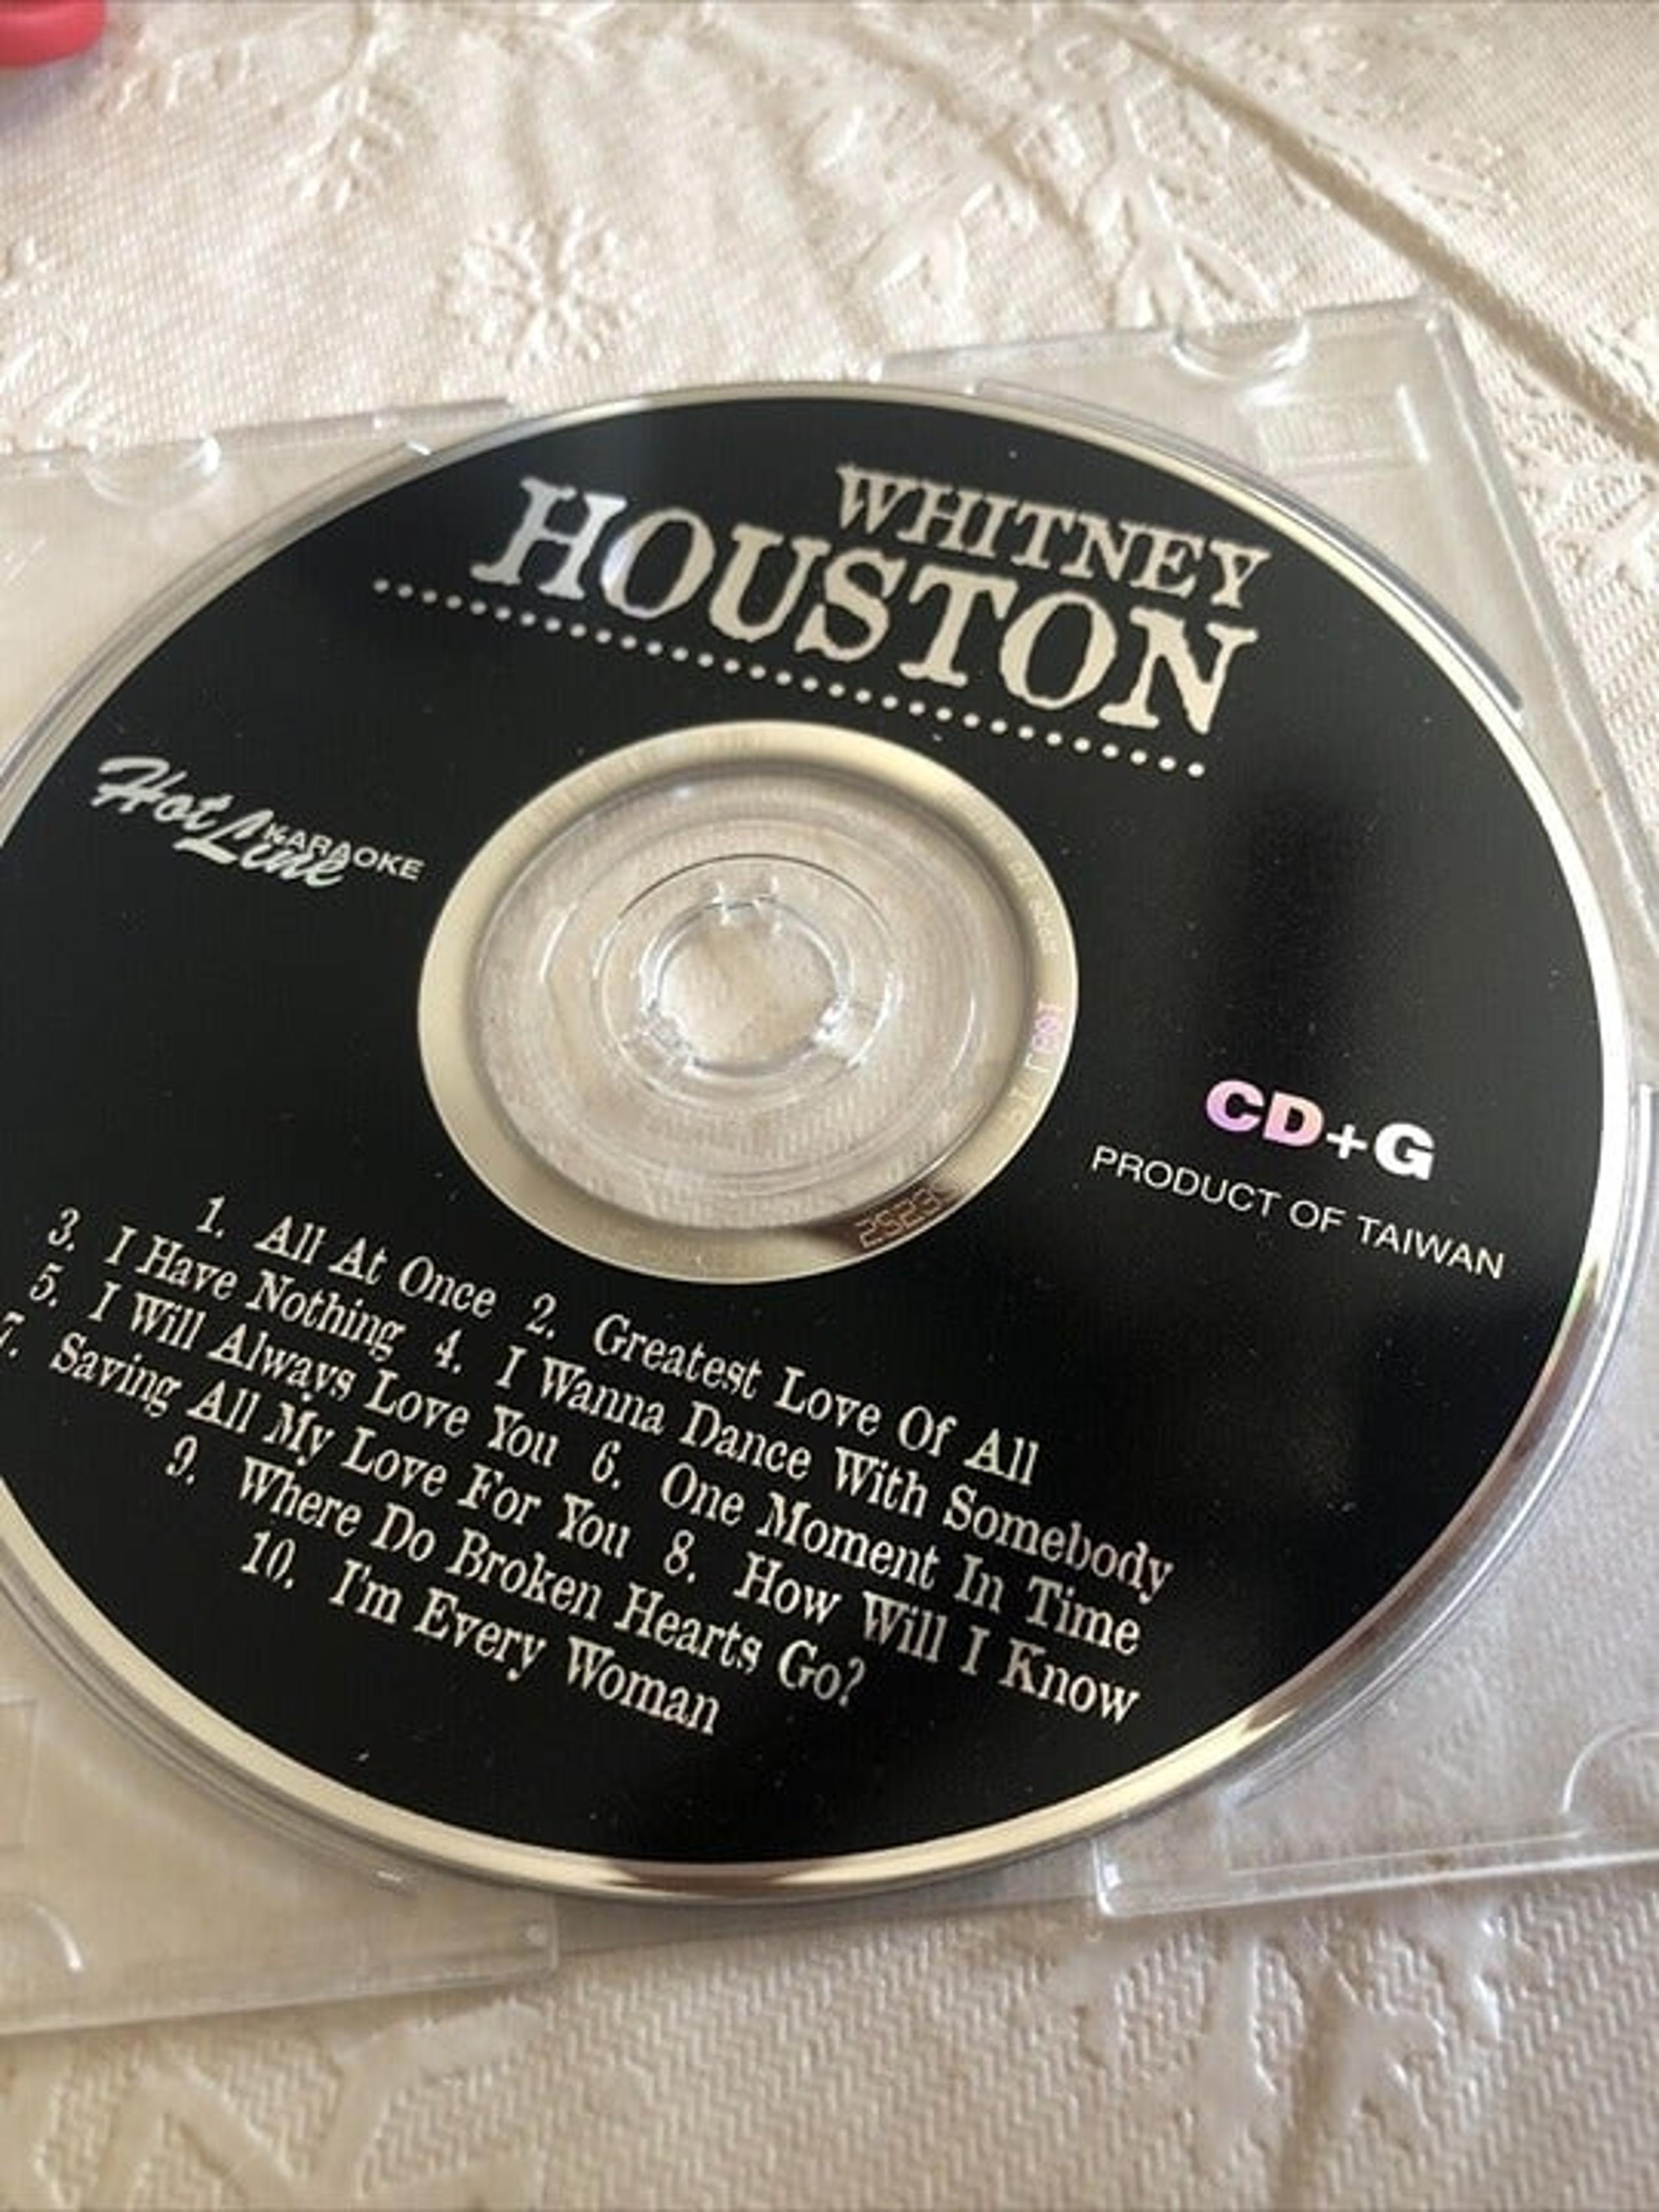 WHITNEY
HOUSTON
Hot Line
KARAOKE
CD+G
PRODUCT OF TAIWAN
1. All At Once 2. Greatest Love Of All
3. I Have Nothing 4. I Wanna Dance With Somebody
5. I Will Always Love You 6. One Moment In Time
7. Saving All My Love For You 8. How Will I Know
9. Where Do Broken Hearts Go?
10. I'm Every Woman